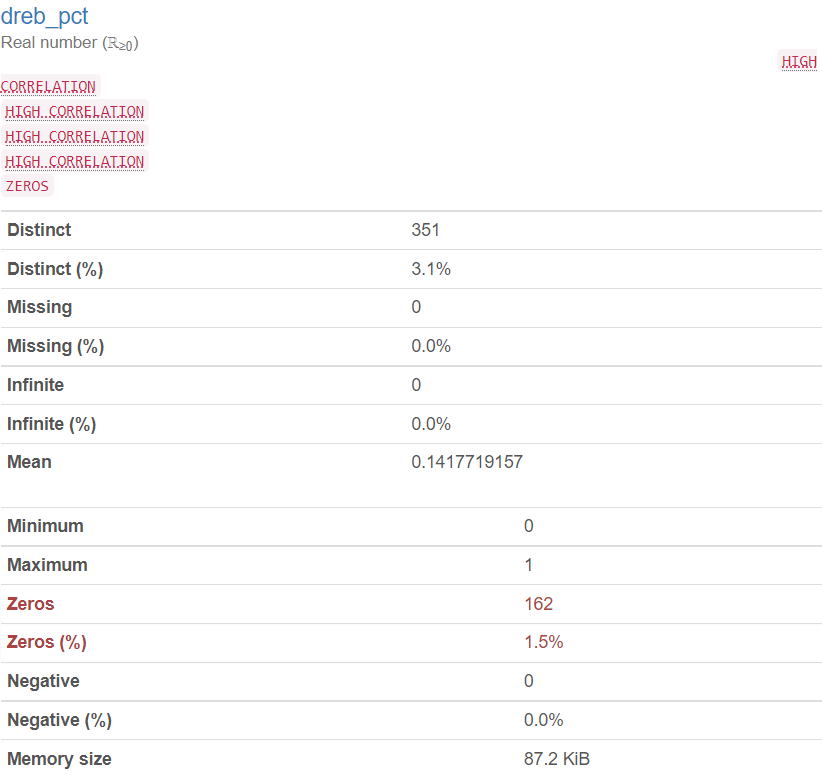 dreb_pct
Real number (ℝ≥0)
HIGH
CORRELATION
HIGH CORRELATION
HIGH CORRELATION
HIGH CORRELATION
ZEROS
Distinct 351
Distinct (%) 3.1%
Missing 0
Missing (%) 0.0%
Infinite 0
Infinite (%) 0.0%
Mean 0.1417719157
Minimum 0
Maximum 1
Zeros 162
Zeros (%) 1.5%
Negative 0
Negative (%) 0.0%
Memory size 87.2 KiB